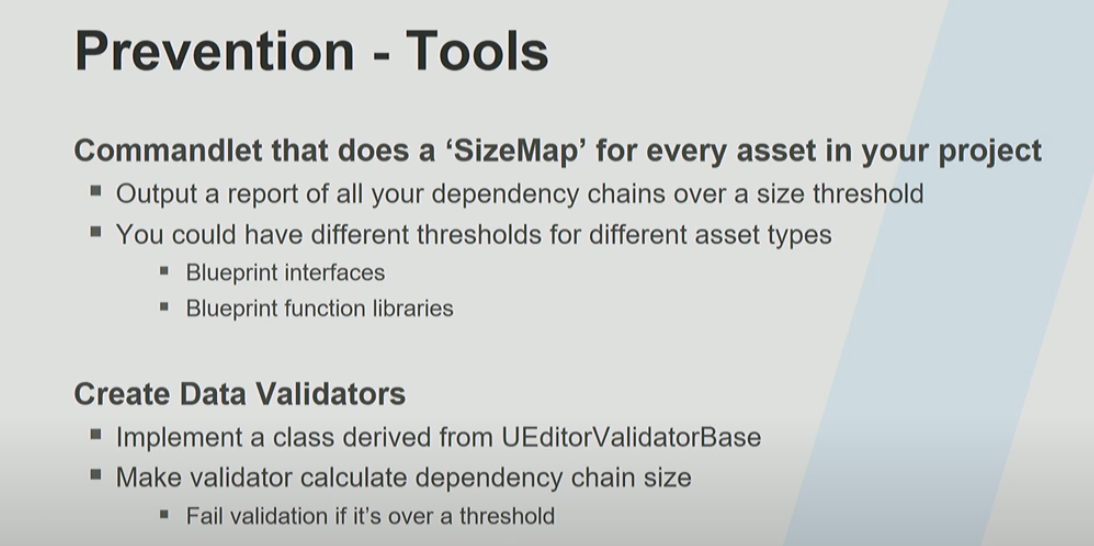 Prevention - Tools
Commandlet that does a ‘SizeMap’ for every asset in your project
▪ Output a report of all your dependency chains over a size threshold
▪ You could have different thresholds for different asset types
▪ Blueprint interfaces
▪ Blueprint function libraries
Create Data Validators
▪ Implement a class derived from UEditorValidatorBase
▪ Make validator calculate dependency chain size
▪ Fail validation if it’s over a threshold